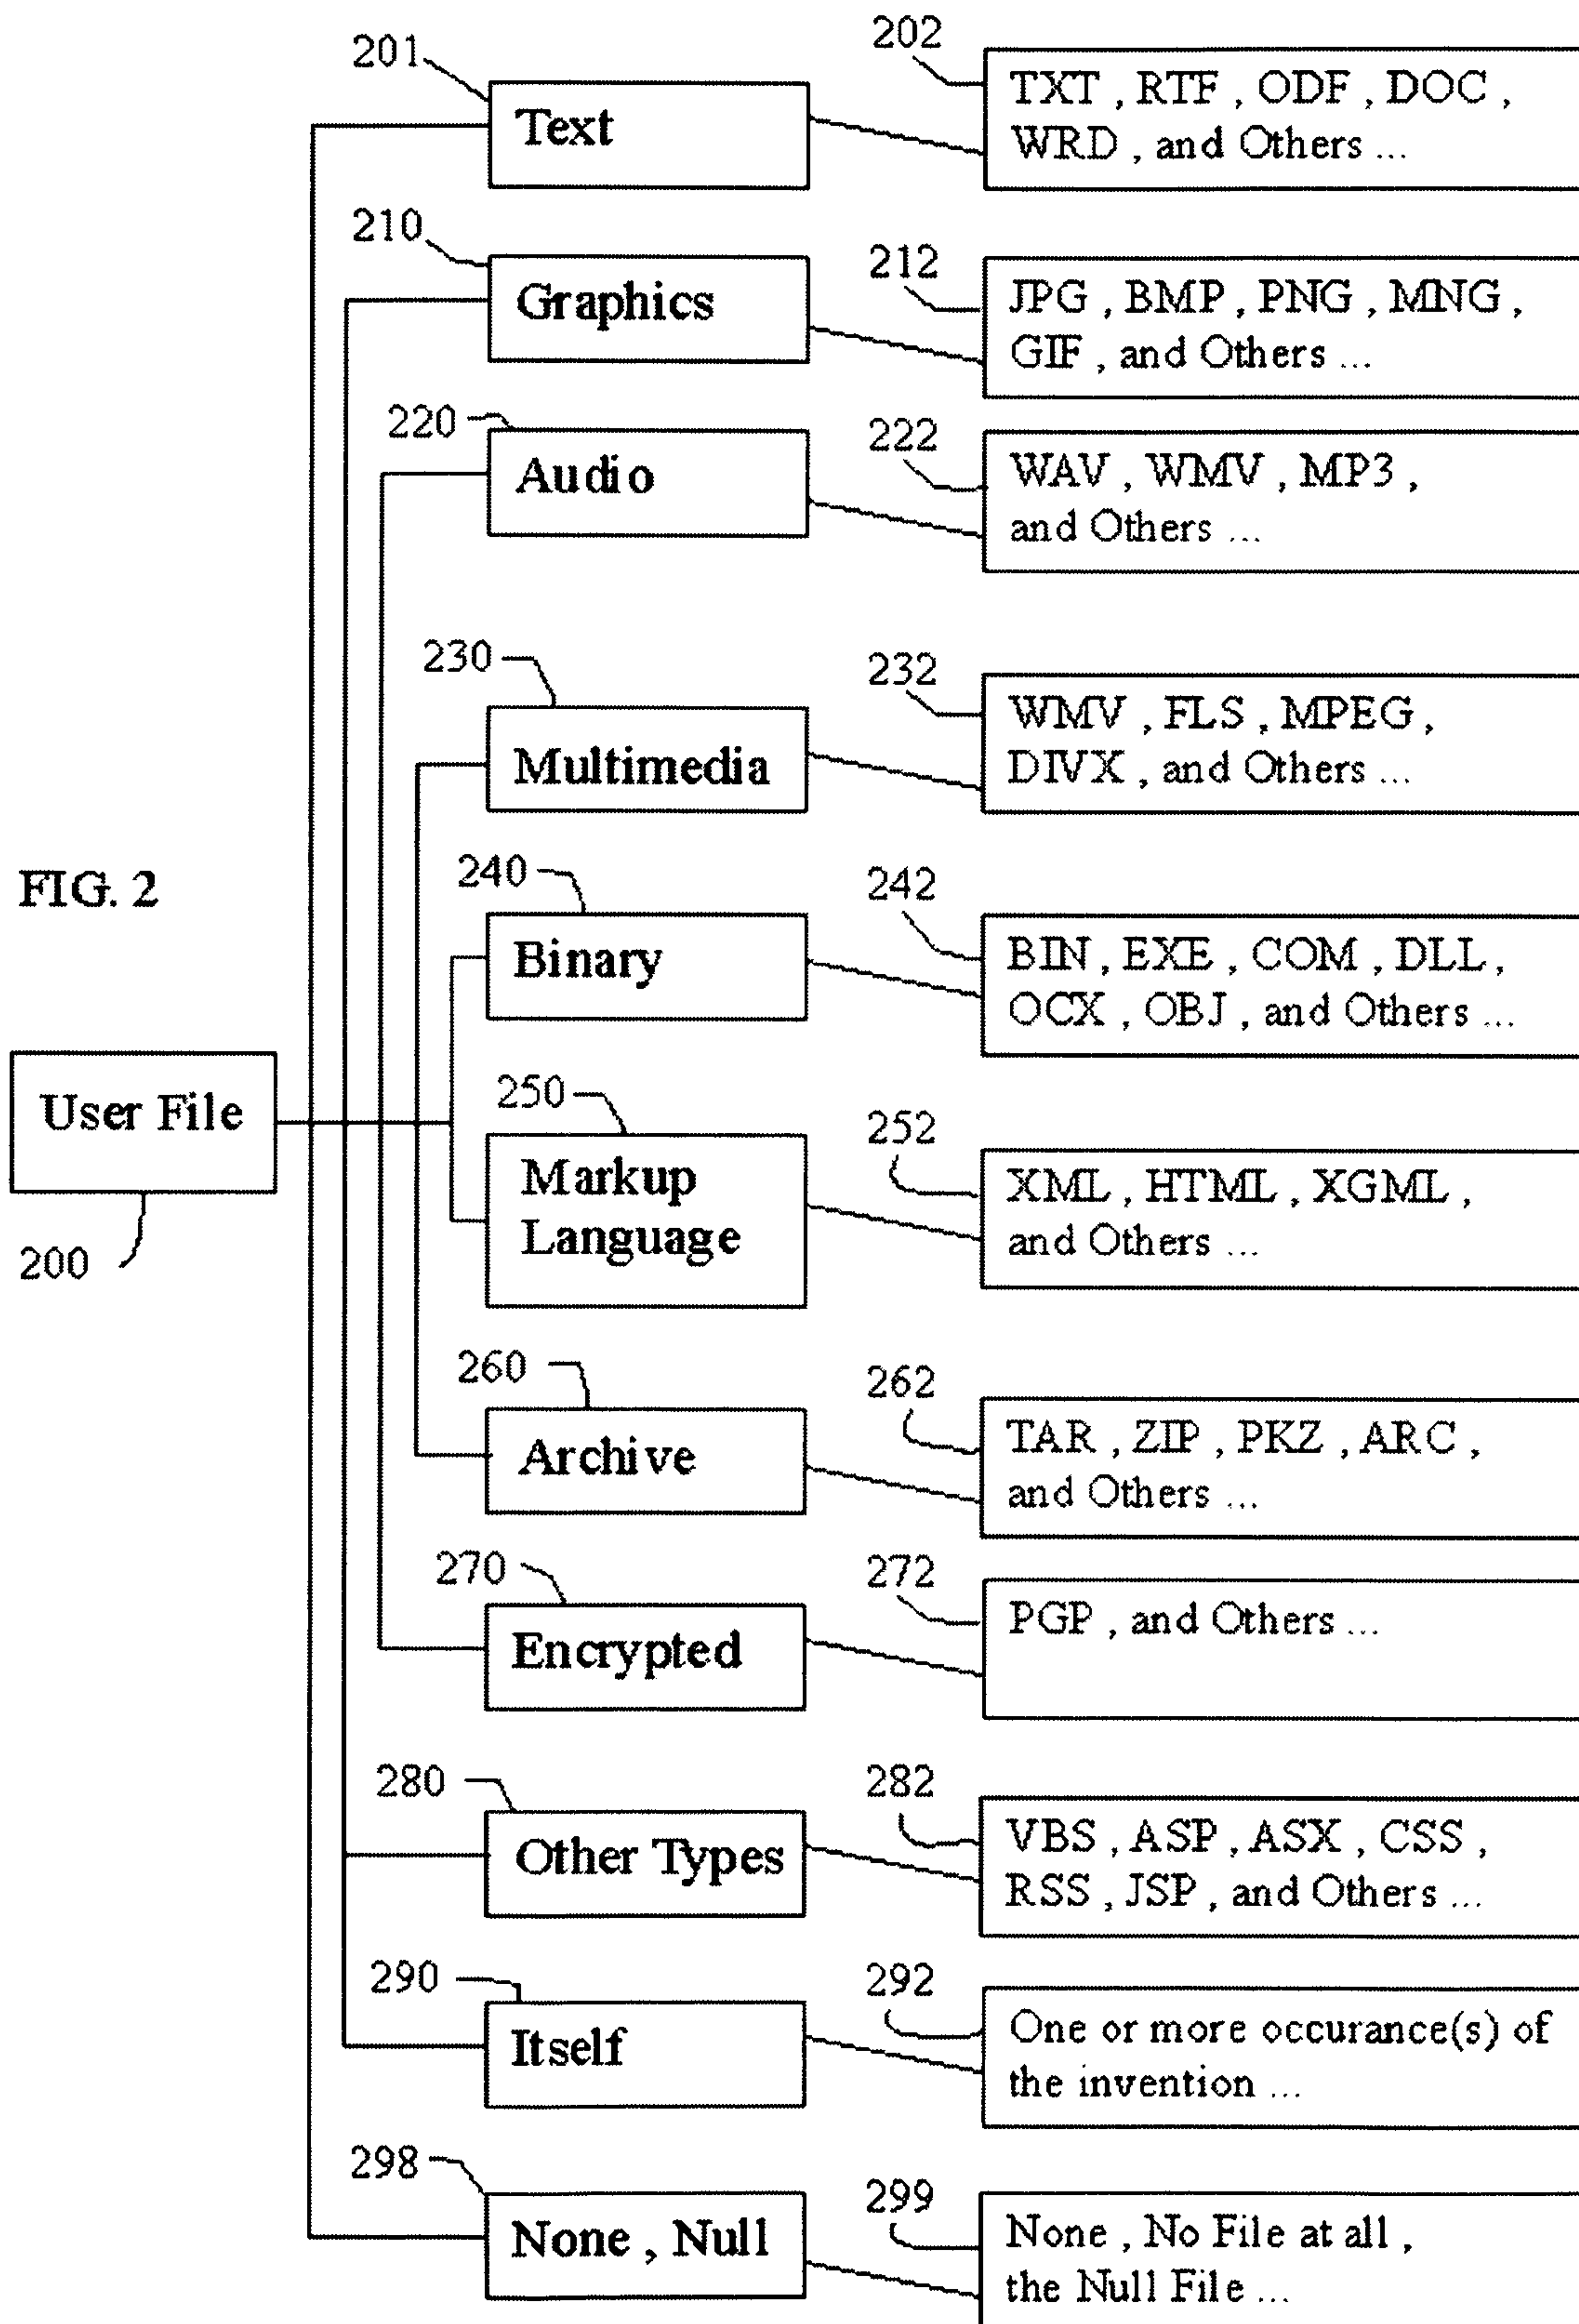 201
202
Text
TXT , RTF , ODF , DOC ,
WRD , and Others ...
210
212
Graphics
JPG , BMP , PNG , MNG ,
GIF , and Others ...
220
222
Audio
WAV , WMV , MP3 ,
and Others ...
230
232
Multimedia
WMV , FLS , MPEG ,
DIVX , and Others ...
FIG. 2
240
242
Binary
BIN , EXE , COM , DLL ,
OCX , OBJ , and Others ...
User File
200
250
252
Markup
Language
XML , HTML , XGML ,
and Others ...
260
262
Archive
TAR , ZIP , PKZ , ARC ,
and Others ...
270
272
Encrypted
PGP , and Others ...
280
282
Other Types
VBS , ASP , ASX , CSS ,
RSS , JSP , and Others ...
290
292
Itself
One or more occurance(s) of
the invention ...
298
299
None , Null
None , No File at all ,
the Null File ...